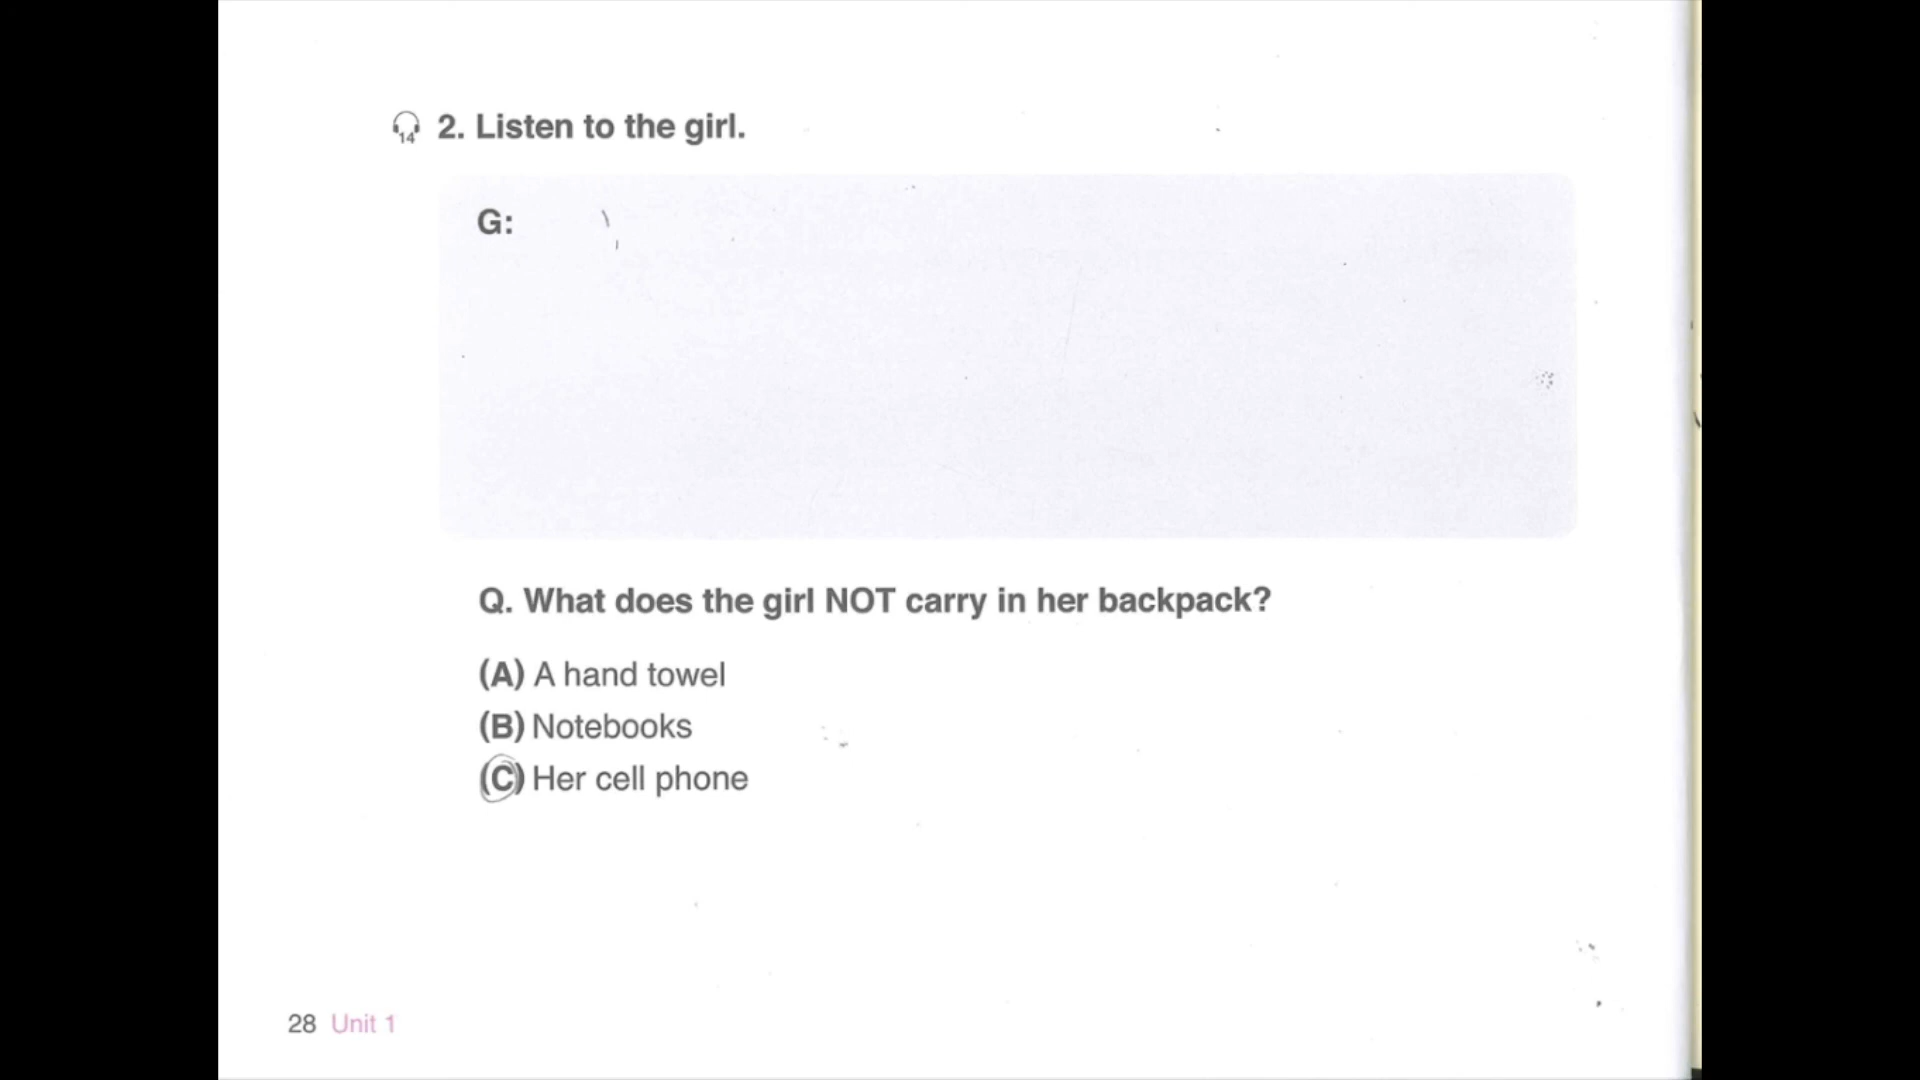 14 2. Listen to the girl.
G:
Q. What does the girl NOT carry in her backpack?
(A) A hand towel
(B) Notebooks
(C) Her cell phone
28 Unit 1